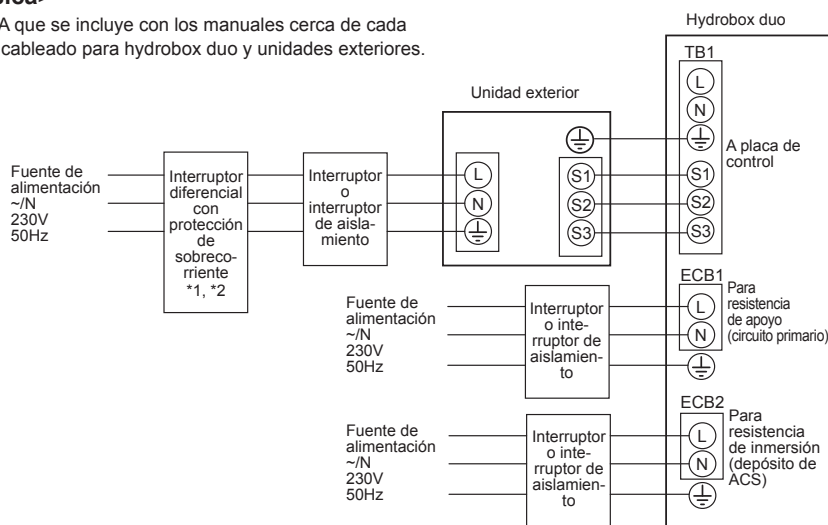 A que se incluye con los manuales cerca de cada
cableado para hydrobox duo y unidades exteriores.
Hydrobox duo
TB1
L
N
A placa de
control
S1
S2
S3
Unidad exterior
L
N
S1
S2
S3
Fuente de
alimentación
~/N
230V
50Hz
Interruptor
diferencial
con
protección
de
sobreco-
rriente
*1, *2
Interruptor
o
interruptor
de aisla-
miento
ECB1
L
N
Para
resistencia
de apoyo
(circuito primario)
Fuente de
alimentación
~/N
230V
50Hz
Interruptor
o inte-
rruptor de
aislamien-
to
ECB2
L
N
Para
resistencia
de inmersión
(depósito de
ACS)
Fuente de
alimentación
~/N
230V
50Hz
Interruptor
o inte-
rruptor de
aislamien-
to